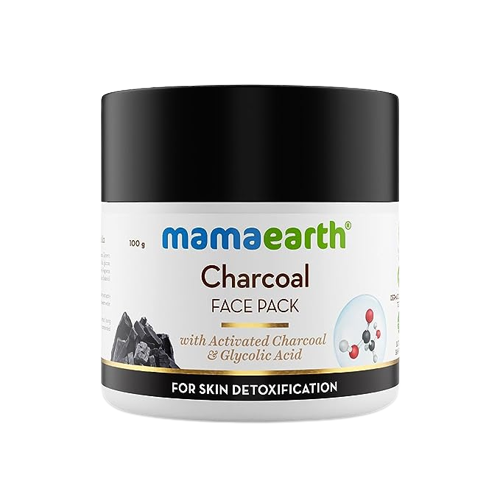 100 g
mamaearth®
Charcoal
FACE PACK
with Activated Charcoal
& Glycolic Acid
FOR SKIN DETOXIFICATION